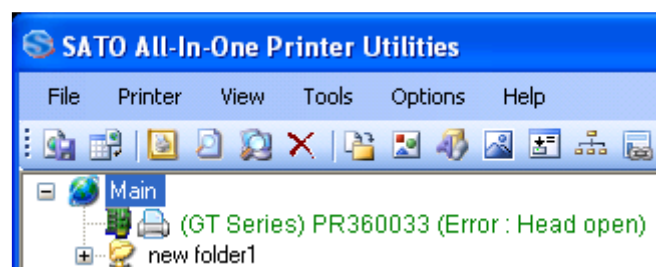 SATO All-In-One Printer Utilities
File Printer View Tools Options Help
Main
(GT Series) PR360033 (Error : Head open)
new folder1